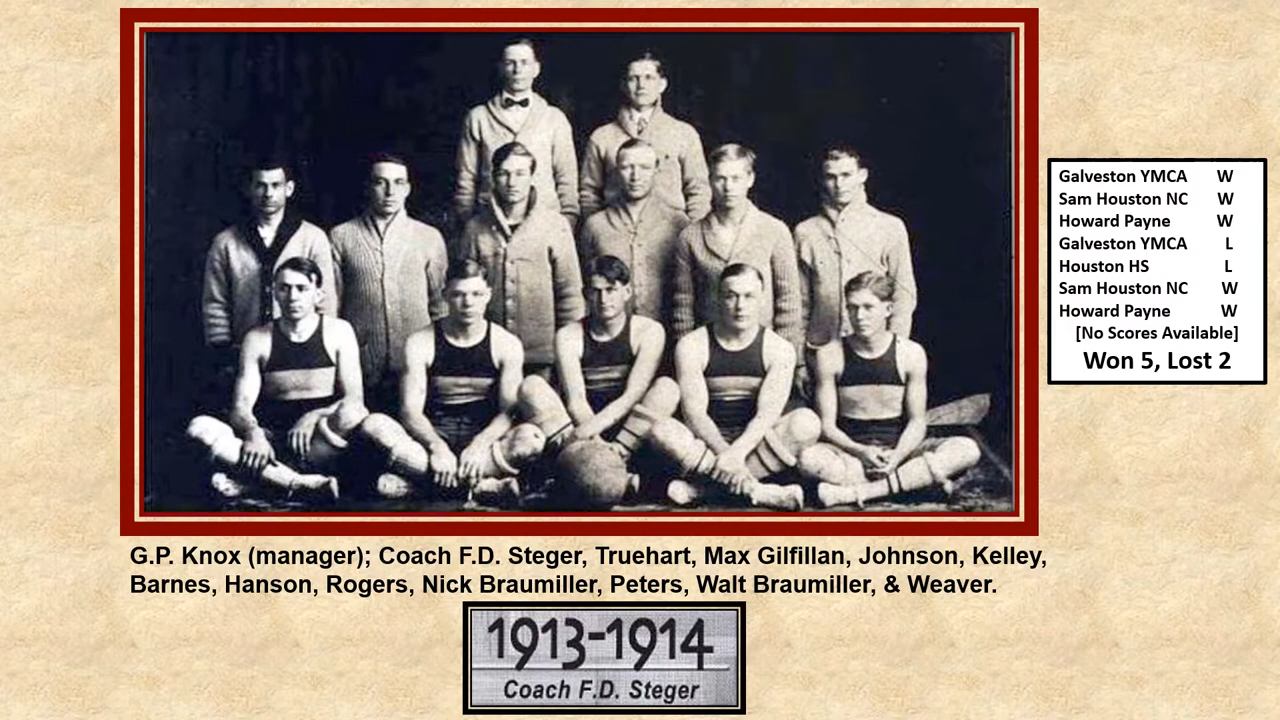 Galveston YMCA W
Sam Houston NC W
Howard Payne W
Galveston YMCA L
Houston HS L
Sam Houston NC W
Howard Payne W
[No Scores Available]
Won 5, Lost 2
G.P. Knox (manager); Coach F.D. Steger, Truehart, Max Gilfillan, Johnson, Kelley,
Barnes, Hanson, Rogers, Nick Braumiller, Peters, Walt Braumiller, & Weaver.
1913-1914
Coach F.D. Steger